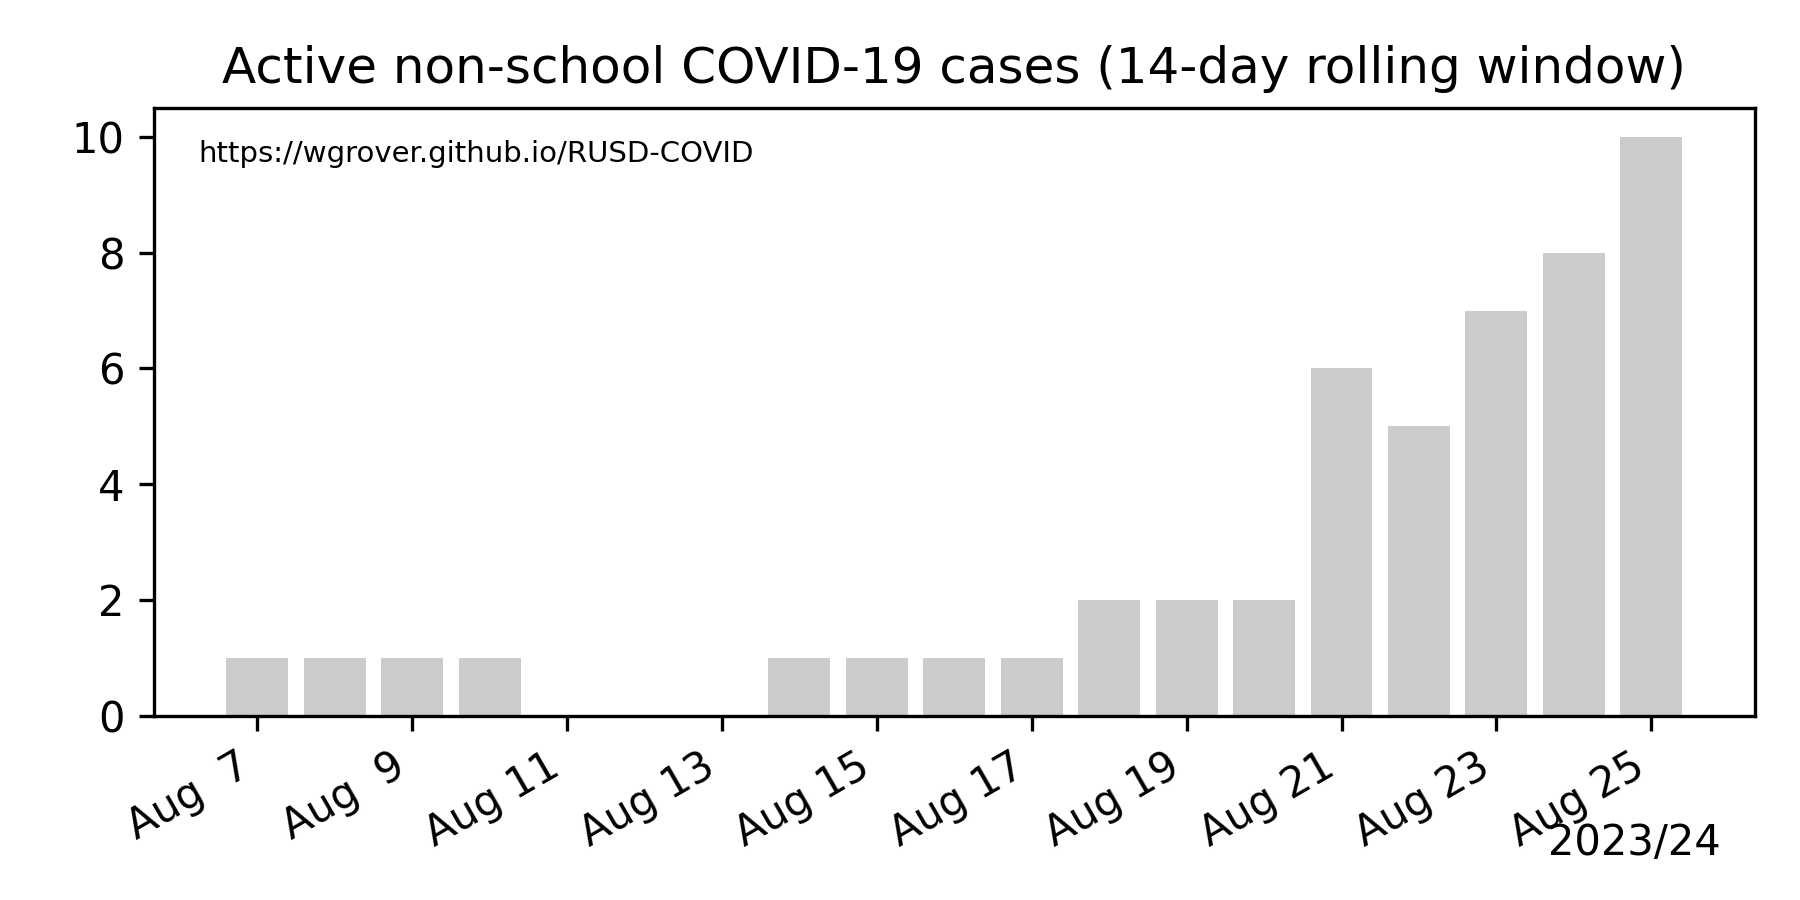 Active non-school COVID-19 cases (14-day rolling window)
https://wgrover.github.io/RUSD-COVID
10
8
6
4
2
0
Aug 7
Aug 9
Aug 11
Aug 13
Aug 15
Aug 17
Aug 19
Aug 21
Aug 23
Aug 25
2023/24